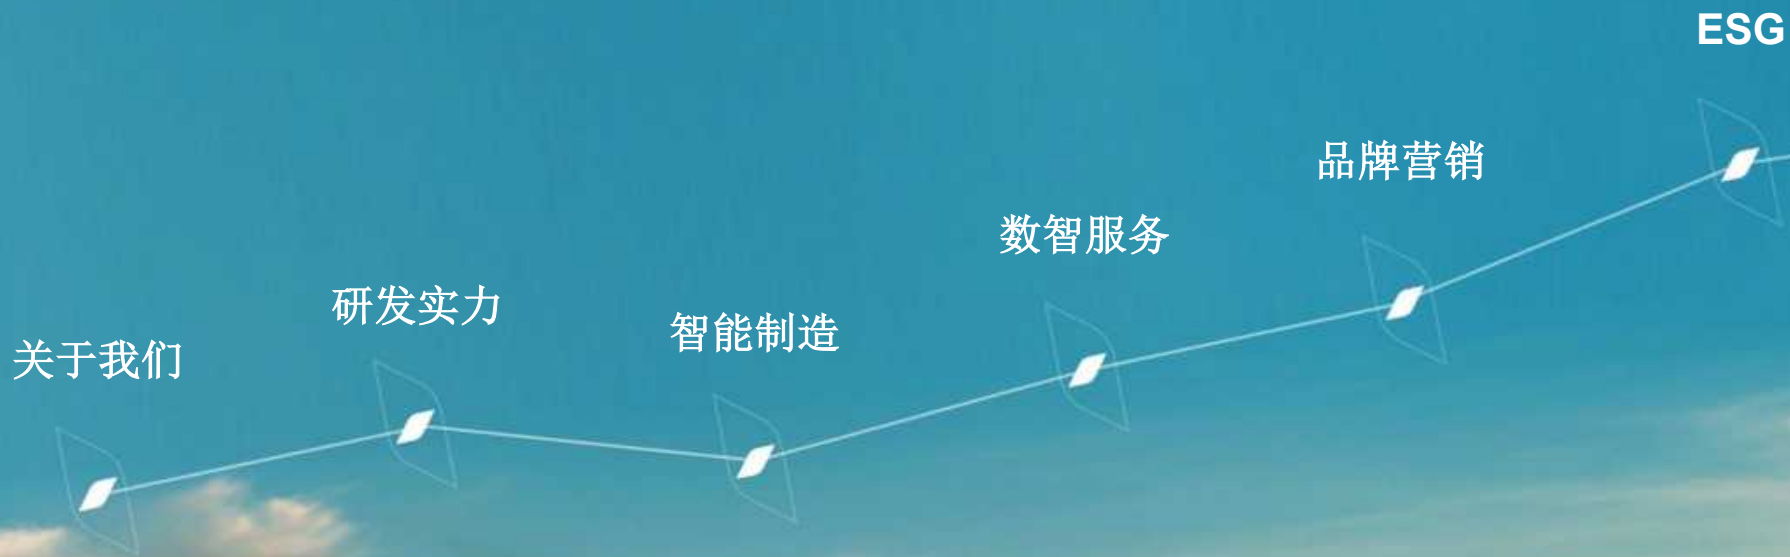 关于我们
研发实力
智能制造
数智服务
品牌营销
ESG